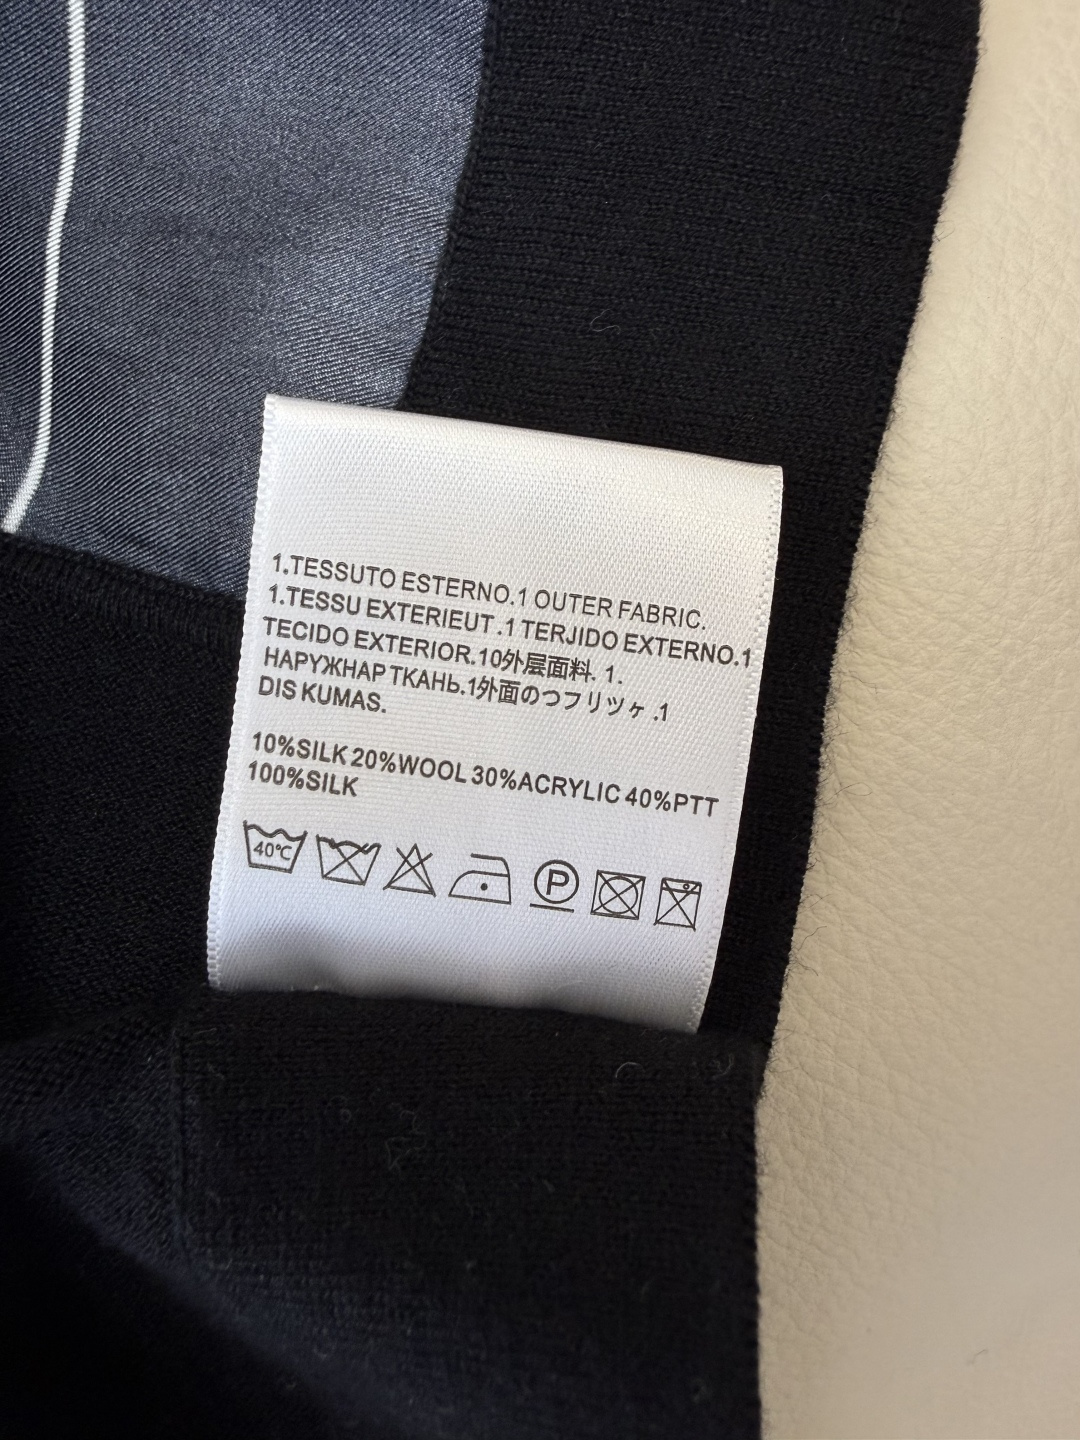 1.TESSUTO ESTERNO.1 OUTER FABRIC.
1.TESSU EXTERIEUT .1 TERJIDO EXTERNO.1
TECIDO EXTERIOR.10外层面料. 1.
НАРУЖНАР ТКАНЬ.1外面のつフリツヶ .1
DIS KUMAS.
10%SILK 20%WOOL 30%ACRYLIC 40%PTT
100%SILK
40℃
P